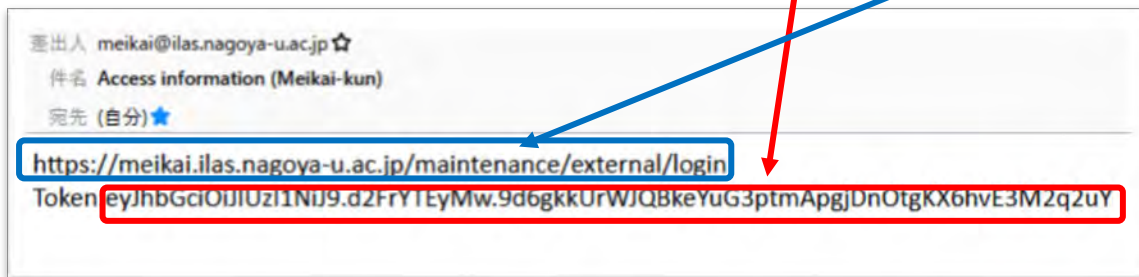 差出人 meikai@ilas.nagoya-u.ac.jp
件名 Access information (Meikai-kun)
宛先 (自分)
https://meikai.ilas.nagoya-u.ac.jp/maintenance/external/login
Token eyJhbGciOiJIUzI1NiJ9.d2FrYTEyMw.9d6gkkUrWJQBkeYuG3ptmApgjDnOtgKX6hvE3M2q2uY